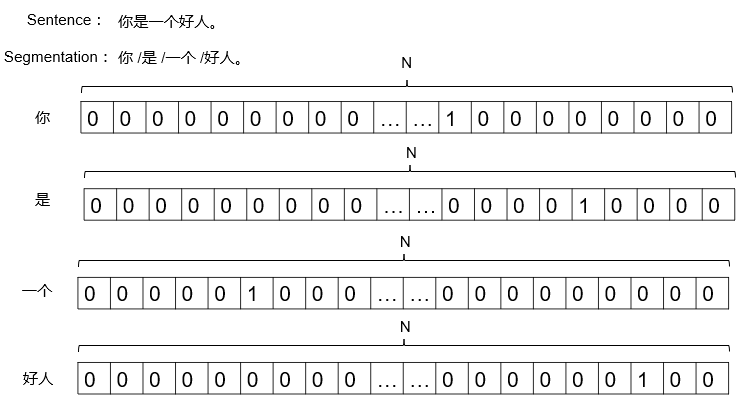 Sentence： 你是一个好人。
Segmentation： 你 /是 /一个 /好人。
N
你 0 0 0 0 0 0 0 0 0 ... ... 1 0 0 0 0 0 0 0 0
N
是 0 0 0 0 0 0 0 0 0 ... ... 0 0 0 0 1 0 0 0 0
N
一个 0 0 0 0 0 1 0 0 0 ... ... 0 0 0 0 0 0 0 0 0
N
好人 0 0 0 0 0 0 0 0 0 ... ... 0 0 0 0 0 0 1 0 0